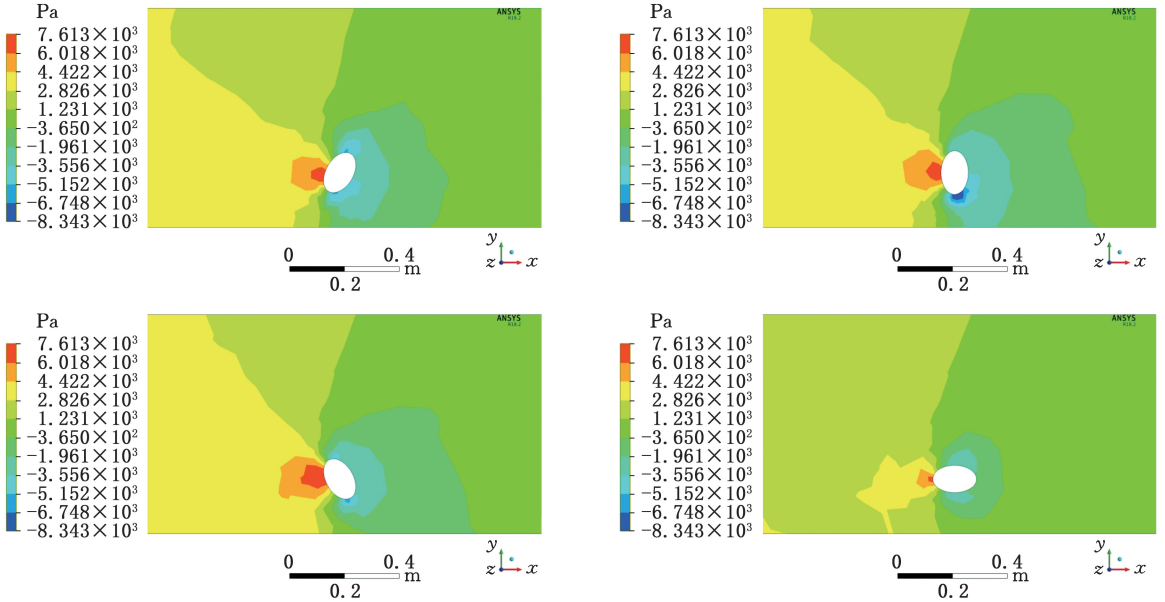 Pa
7.613×10³
6.018×10³
4.422×10³
2.826×10³
1.231×10³
−3.650×10²
−1.961×10³
−3.556×10³
−5.152×10³
−6.748×10³
−8.343×10³
ANSYS
R18.2
0 0.4
m
0.2
y
z x
Pa
7.613×10³
6.018×10³
4.422×10³
2.826×10³
1.231×10³
−3.650×10²
−1.961×10³
−3.556×10³
−5.152×10³
−6.748×10³
−8.343×10³
ANSYS
R18.2
0 0.4
m
0.2
y
z x
Pa
7.613×10³
6.018×10³
4.422×10³
2.826×10³
1.231×10³
−3.650×10²
−1.961×10³
−3.556×10³
−5.152×10³
−6.748×10³
−8.343×10³
ANSYS
R18.2
0 0.4
m
0.2
y
z x
Pa
7.613×10³
6.018×10³
4.422×10³
2.826×10³
1.231×10³
−3.650×10²
−1.961×10³
−3.556×10³
−5.152×10³
−6.748×10³
−8.343×10³
ANSYS
R18.2
0 0.4
m
0.2
y
z x